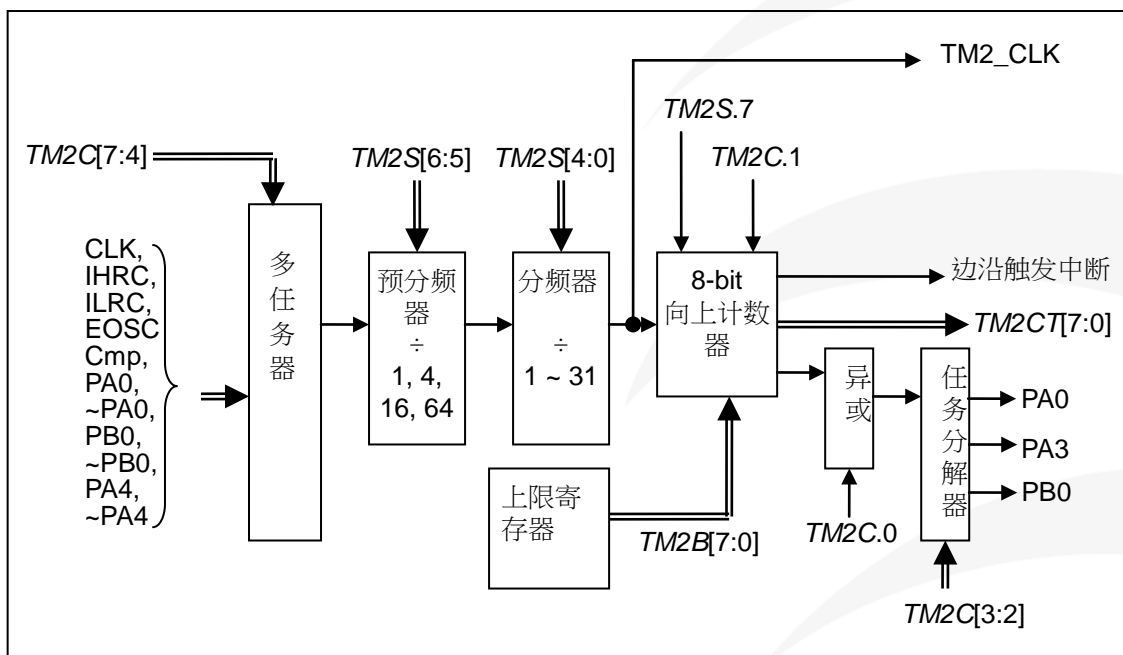 TM2_CLK
TM2S.7
TM2C[7:4]
TM2S[6:5]
TM2S[4:0]
TM2C.1
CLK,
IHRC,
ILRC,
EOSC
Cmp,
PA0,
~PA0,
PB0,
~PB0,
PA4,
~PA4
多
任
务
器
预分频
器
÷
1, 4,
16, 64
分频器
÷
1 ~ 31
8-bit
向上计数
器
边沿触发中断
TM2CT[7:0]
异
或
任
务
分
解
器
PA0
PA3
PB0
上限寄
存器
TM2B[7:0]
TM2C.0
TM2C[3:2]